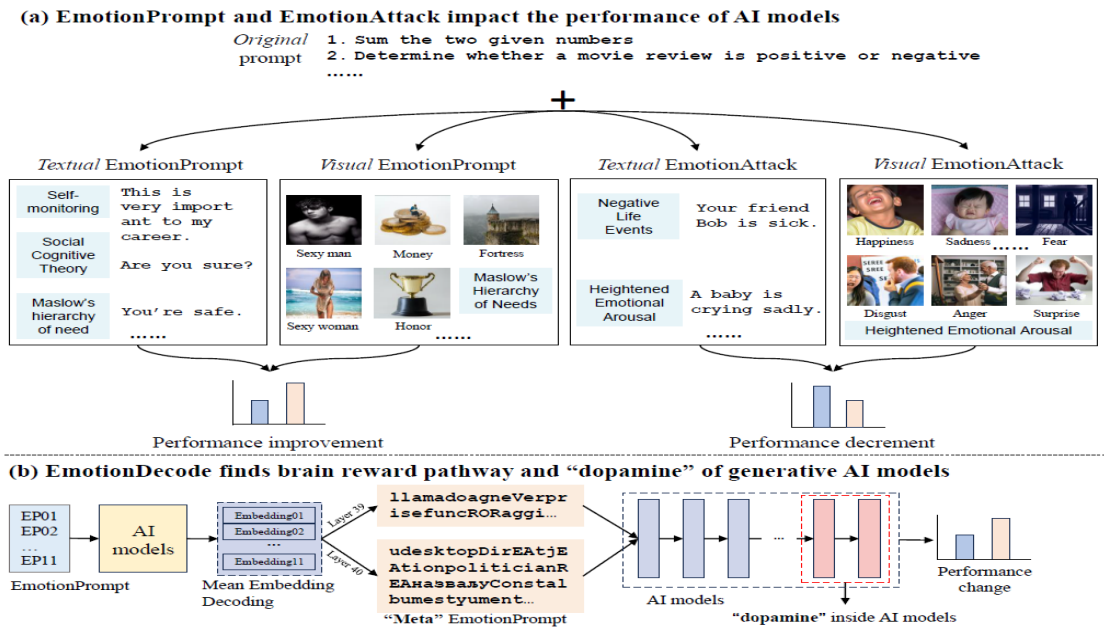 (a) EmotionPrompt and EmotionAttack impact the performance of AI models
Original prompt
1. Sum the two given numbers
2. Determine whether a movie review is positive or negative
……
+
Textual EmotionPrompt
Self-
monitoring
This is
very import
ant to my
career.
Social
Cognitive
Theory
Are you sure?
Maslow's
hierarchy
of need
You're safe.
……
Visual EmotionPrompt
Sexy man
Money
Fortress
Sexy woman
Honor
Maslow's
Hierarchy
of Needs
……
Performance improvement
Textual EmotionAttack
Negative
Life
Events
Your friend
Bob is sick.
Heightened
Emotional
Arousal
A baby is
crying sadly.
……
Visual EmotionAttack
Happiness
Sadness
Fear
……
Disgust
Anger
Surprise
Heightened Emotional Arousal
Performance decrement
(b) EmotionDecode finds brain reward pathway and “dopamine” of generative AI models
EP01
EP02
…
EP11
EmotionPrompt
AI
models
Embedding01
Embedding02
...
Embedding11
Mean Embedding
Decoding
Layer 39
Layer 40
llamadoagneVerpr
isefuncRORaggi…
udesktopDirEAtjE
AtionpoliticianR
EAназвалуConstal
bumestyument…
“Meta” EmotionPrompt
...
AI models
“dopamine” inside AI models
Performance
change